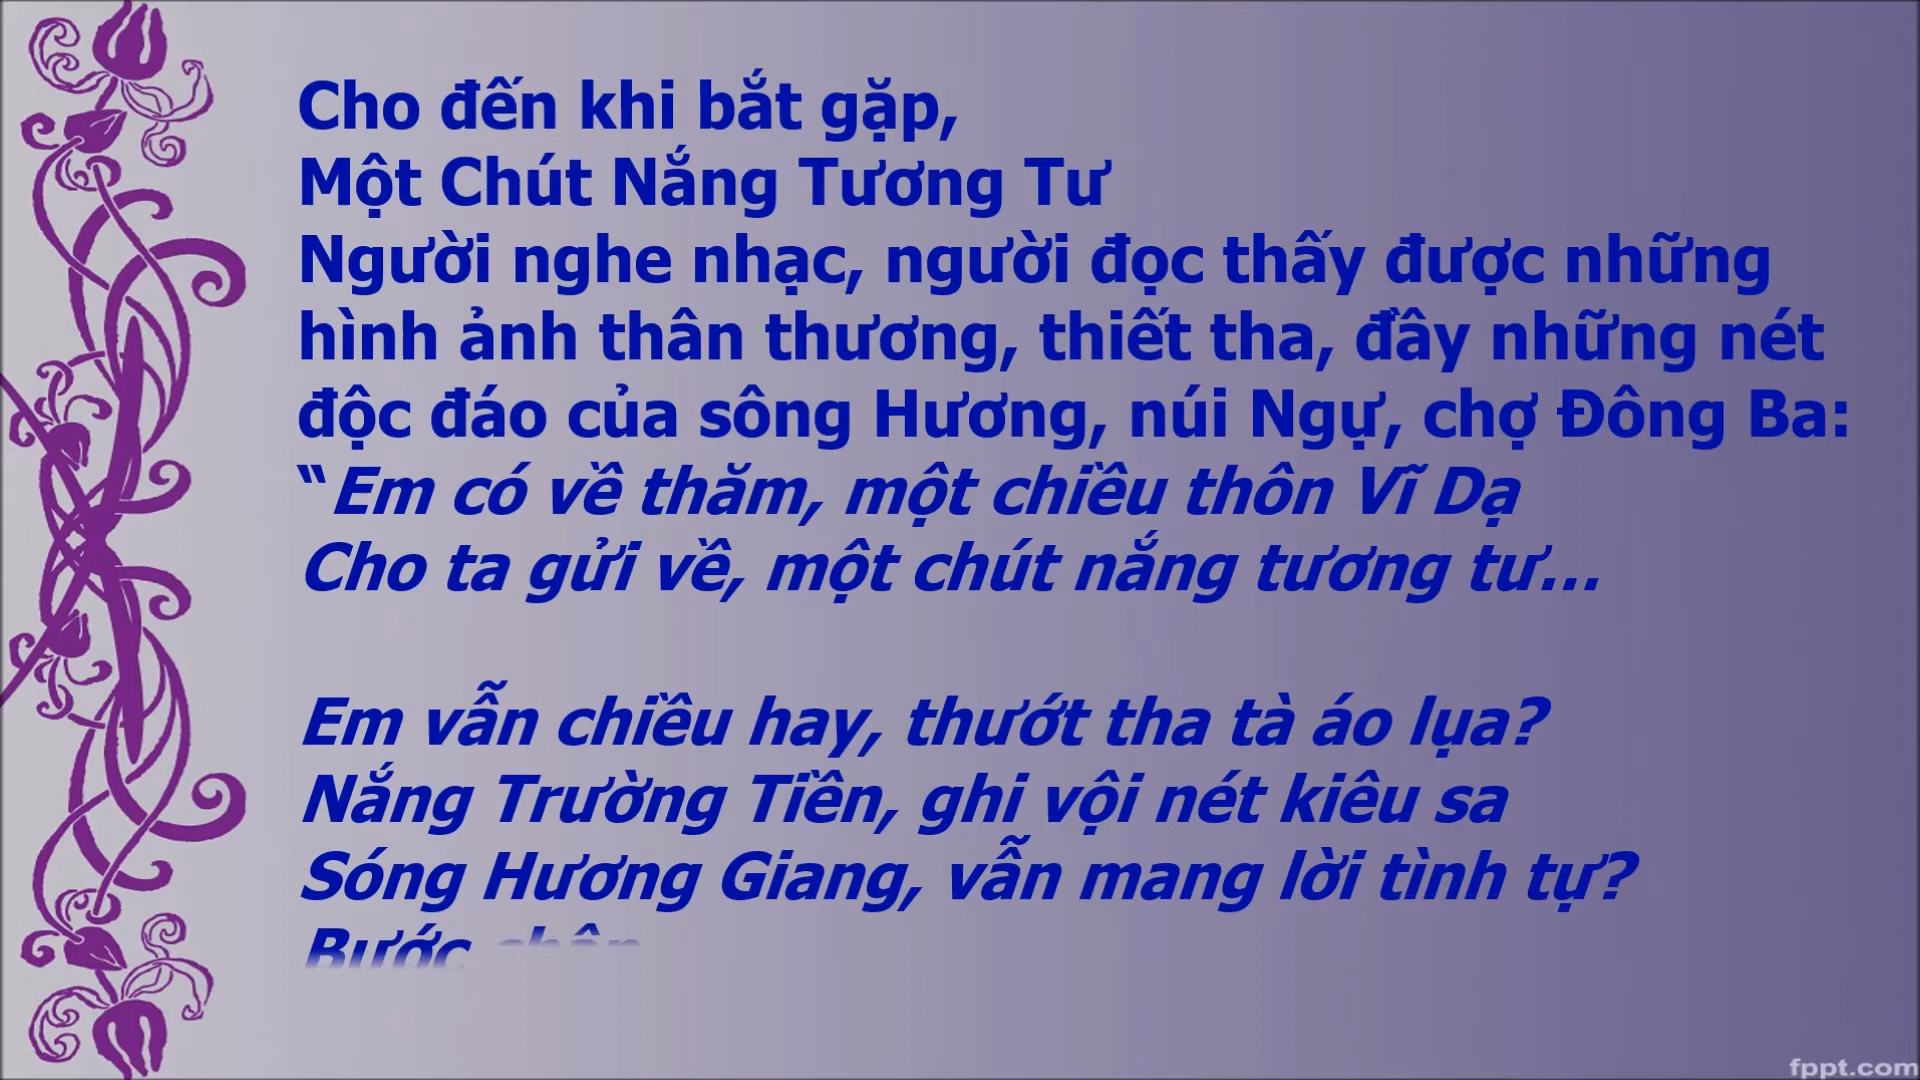 Cho đến khi bắt gặp,
Một Chút Nắng Tương Tư
Người nghe nhạc, người đọc thấy được những
hình ảnh thân thương, thiết tha, đầy những nét
độc đáo của sông Hương, núi Ngự, chợ Đông Ba:
“Em có về thăm, một chiều thôn Vĩ Dạ
Cho ta gửi về, một chút nắng tương tư...
Em vẫn chiều hay, thướt tha tà áo lụa?
Nắng Trường Tiền, ghi vội nét kiêu sa
Sóng Hương Giang, vẫn mang lời tình tự?
Bước
fppt.com